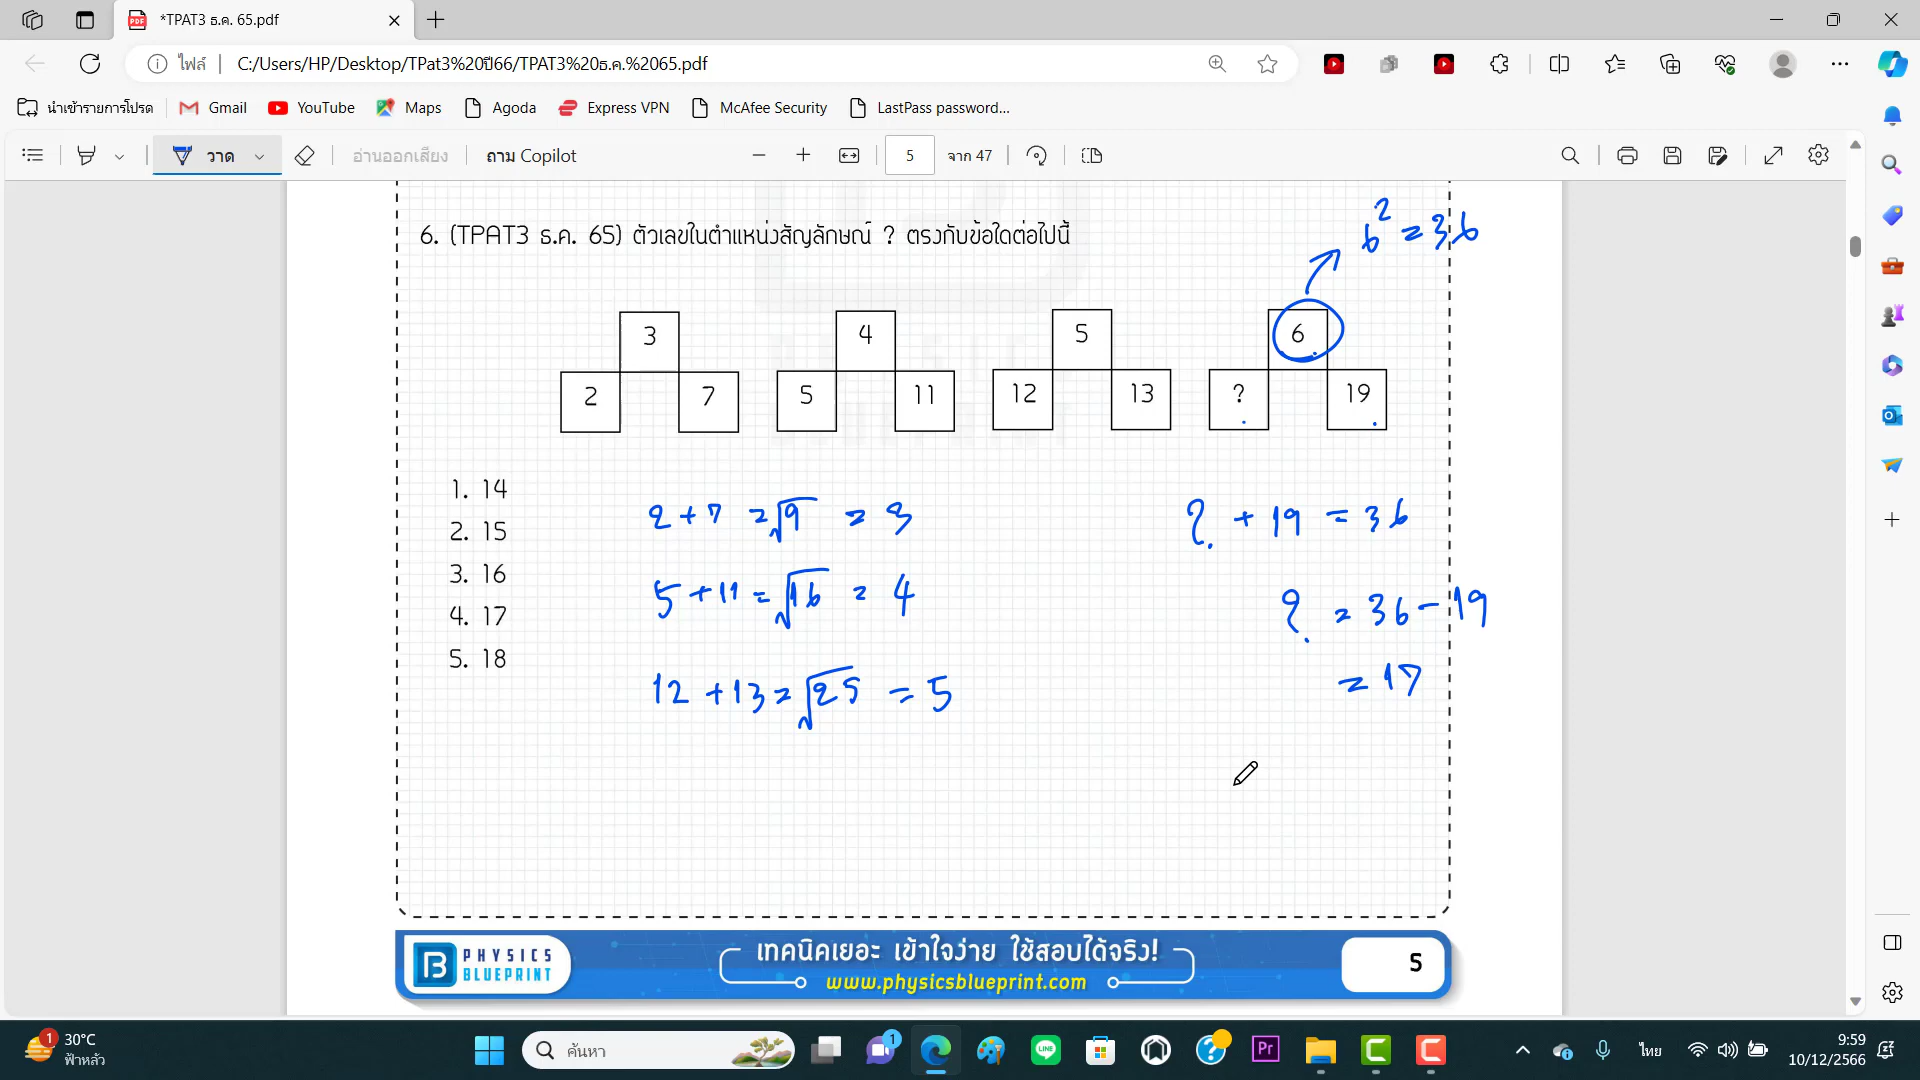 *TPAT3 ธ.ค. 65.pdf
ไฟล์
C:/Users/HP/Desktop/TPat3%20ปี66/TPAT3%20ธ.ค.%2065.pdf
นำเข้ารายการโปรด Gmail YouTube Maps Agoda Express VPN McAfee Security LastPass password...
วาด อ่านออกเสียง ถาม Copilot 5 จาก 47
6. (TPAT3 ธ.ค. 65) ตัวเลขในตำแหน่งสัญลักษณ์ ? ตรงกับข้อใดต่อไปนี้
6² = 36
3 4 5 6
2 7 5 11 12 13 ? 19
1. 14
2. 15
3. 16
4. 17
5. 18
2 + 7 = √9 = 3
5 + 11 = √16 = 4
12 + 13 = √25 = 5
? + 19 = 36
? = 36 - 19
= 17
PHYSICS BLUEPRINT
เทคนิคเยอะ เข้าใจง่าย ใช้สอบได้จริง!
www.physicsblueprint.com
5
1 30°C
ฟ้าหลัว
ค้นหา
1
LINE
Pr
ไทย
9:59
10/12/2566